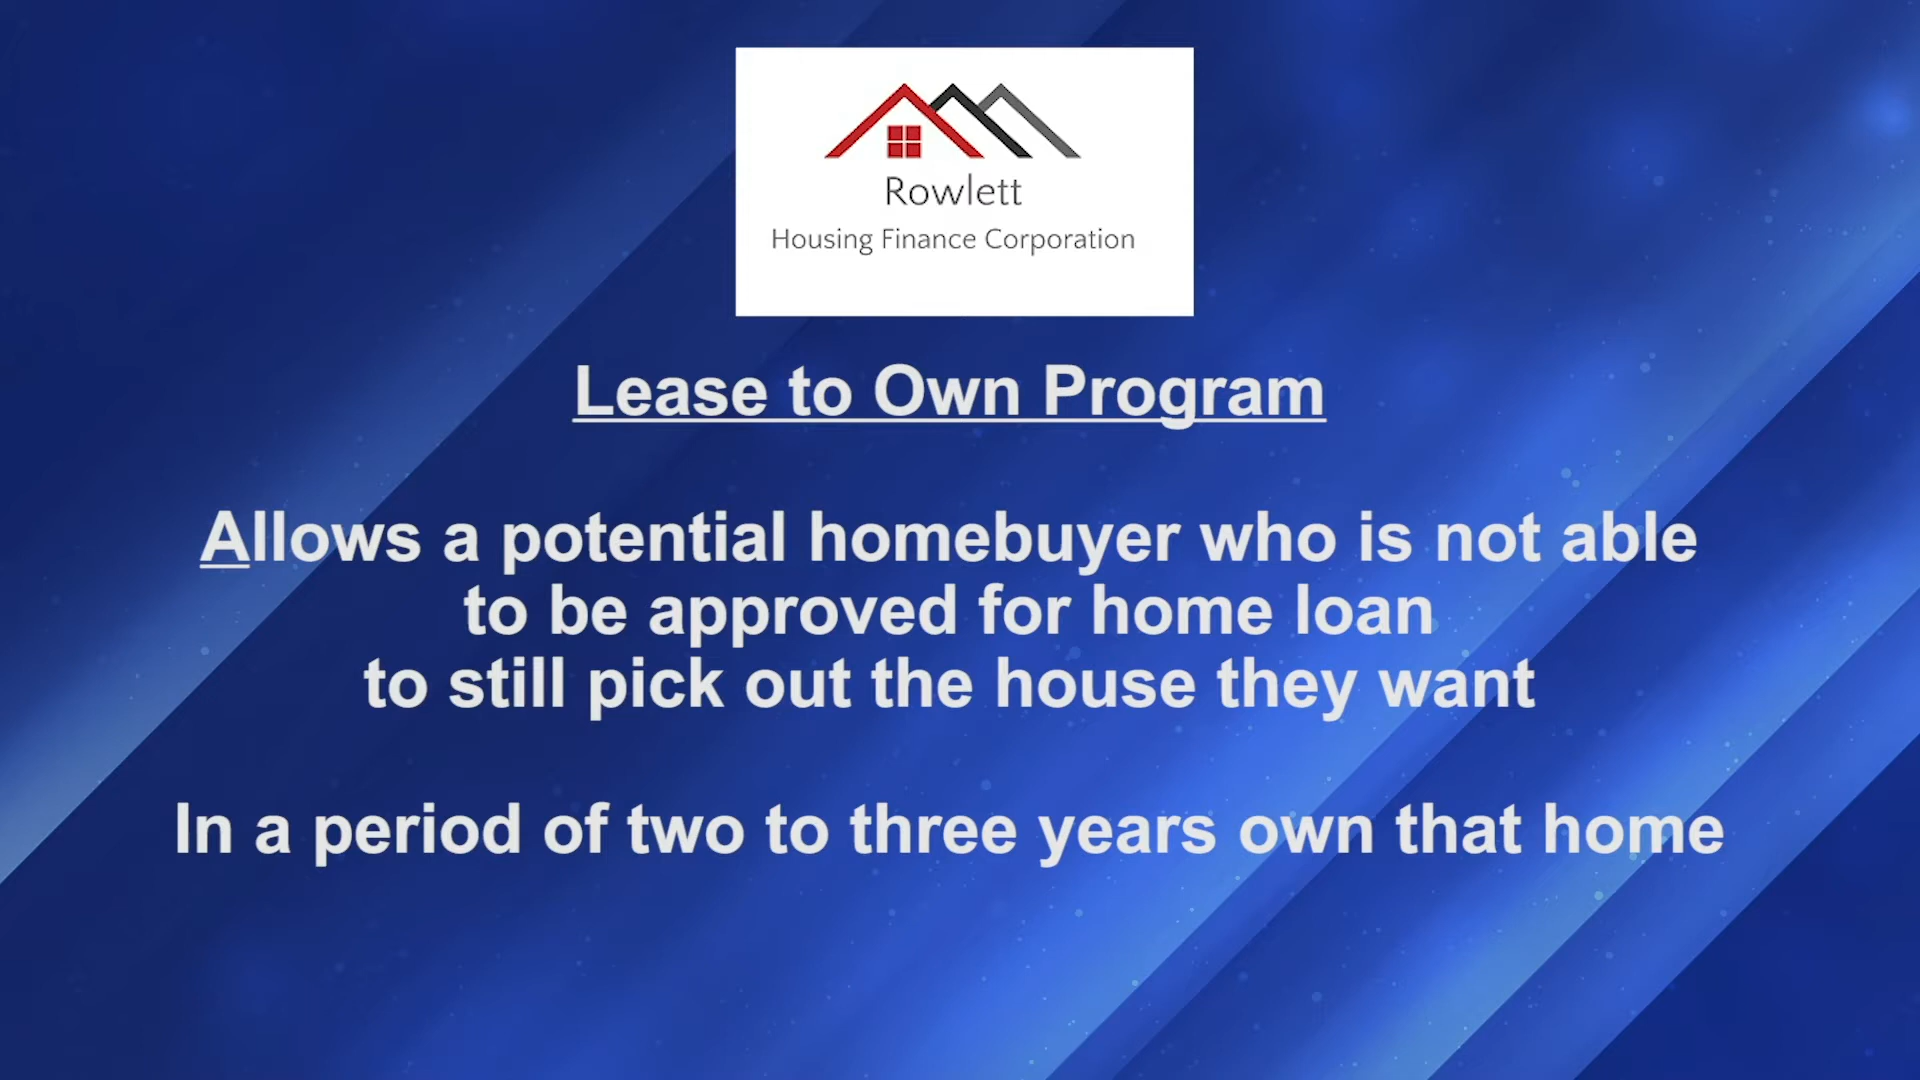 Rowlett
Housing Finance Corporation
Lease to Own Program
Allows a potential homebuyer who is not able
to be approved for home loan
to still pick out the house they want
In a period of two to three years own that home